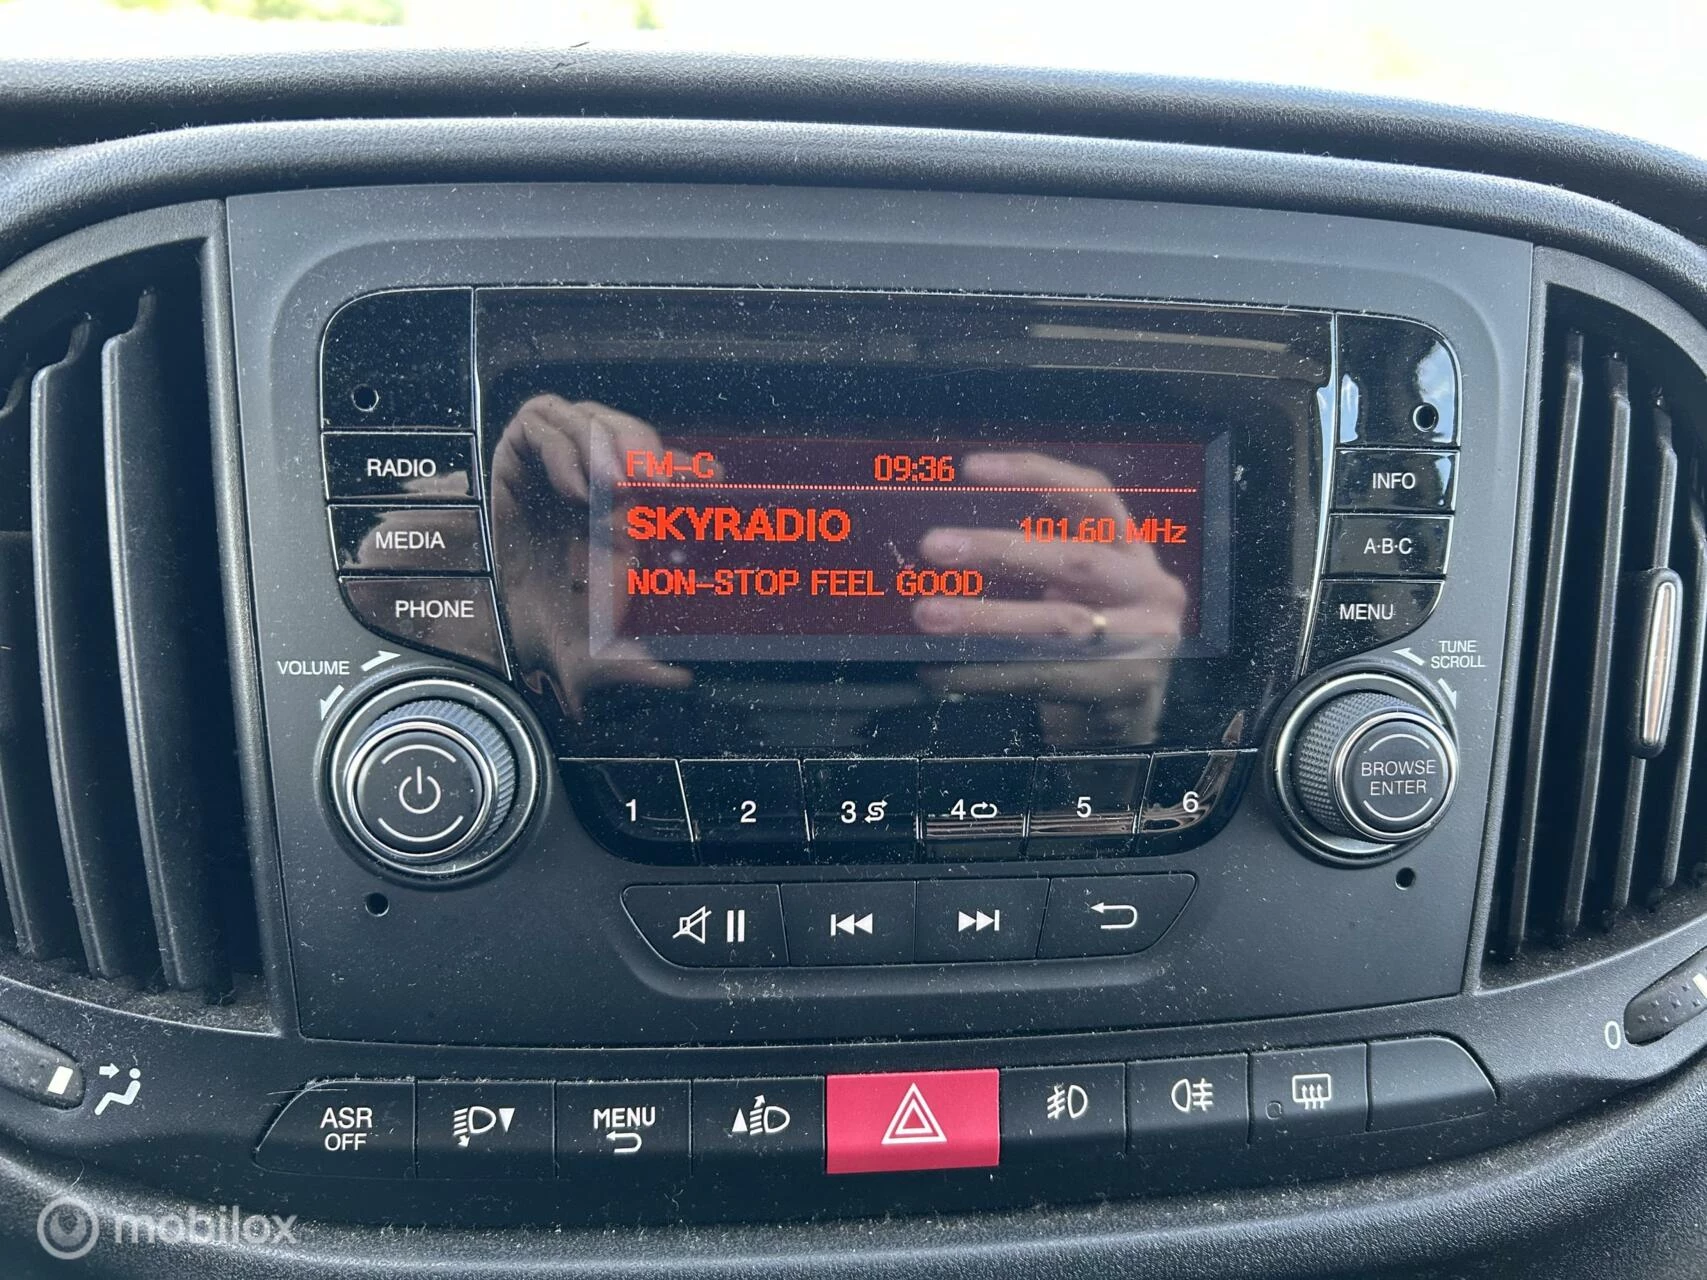 FM-C 09:36
SKYRADIO 101.60 MHz
NON-STOP FEEL GOOD
RADIO
MEDIA
PHONE
INFO
A·B·C
MENU
VOLUME
TUNE
SCROLL
BROWSE
ENTER
1 2 3 4 5 6
0
ASR
OFF
MENU
mobilox